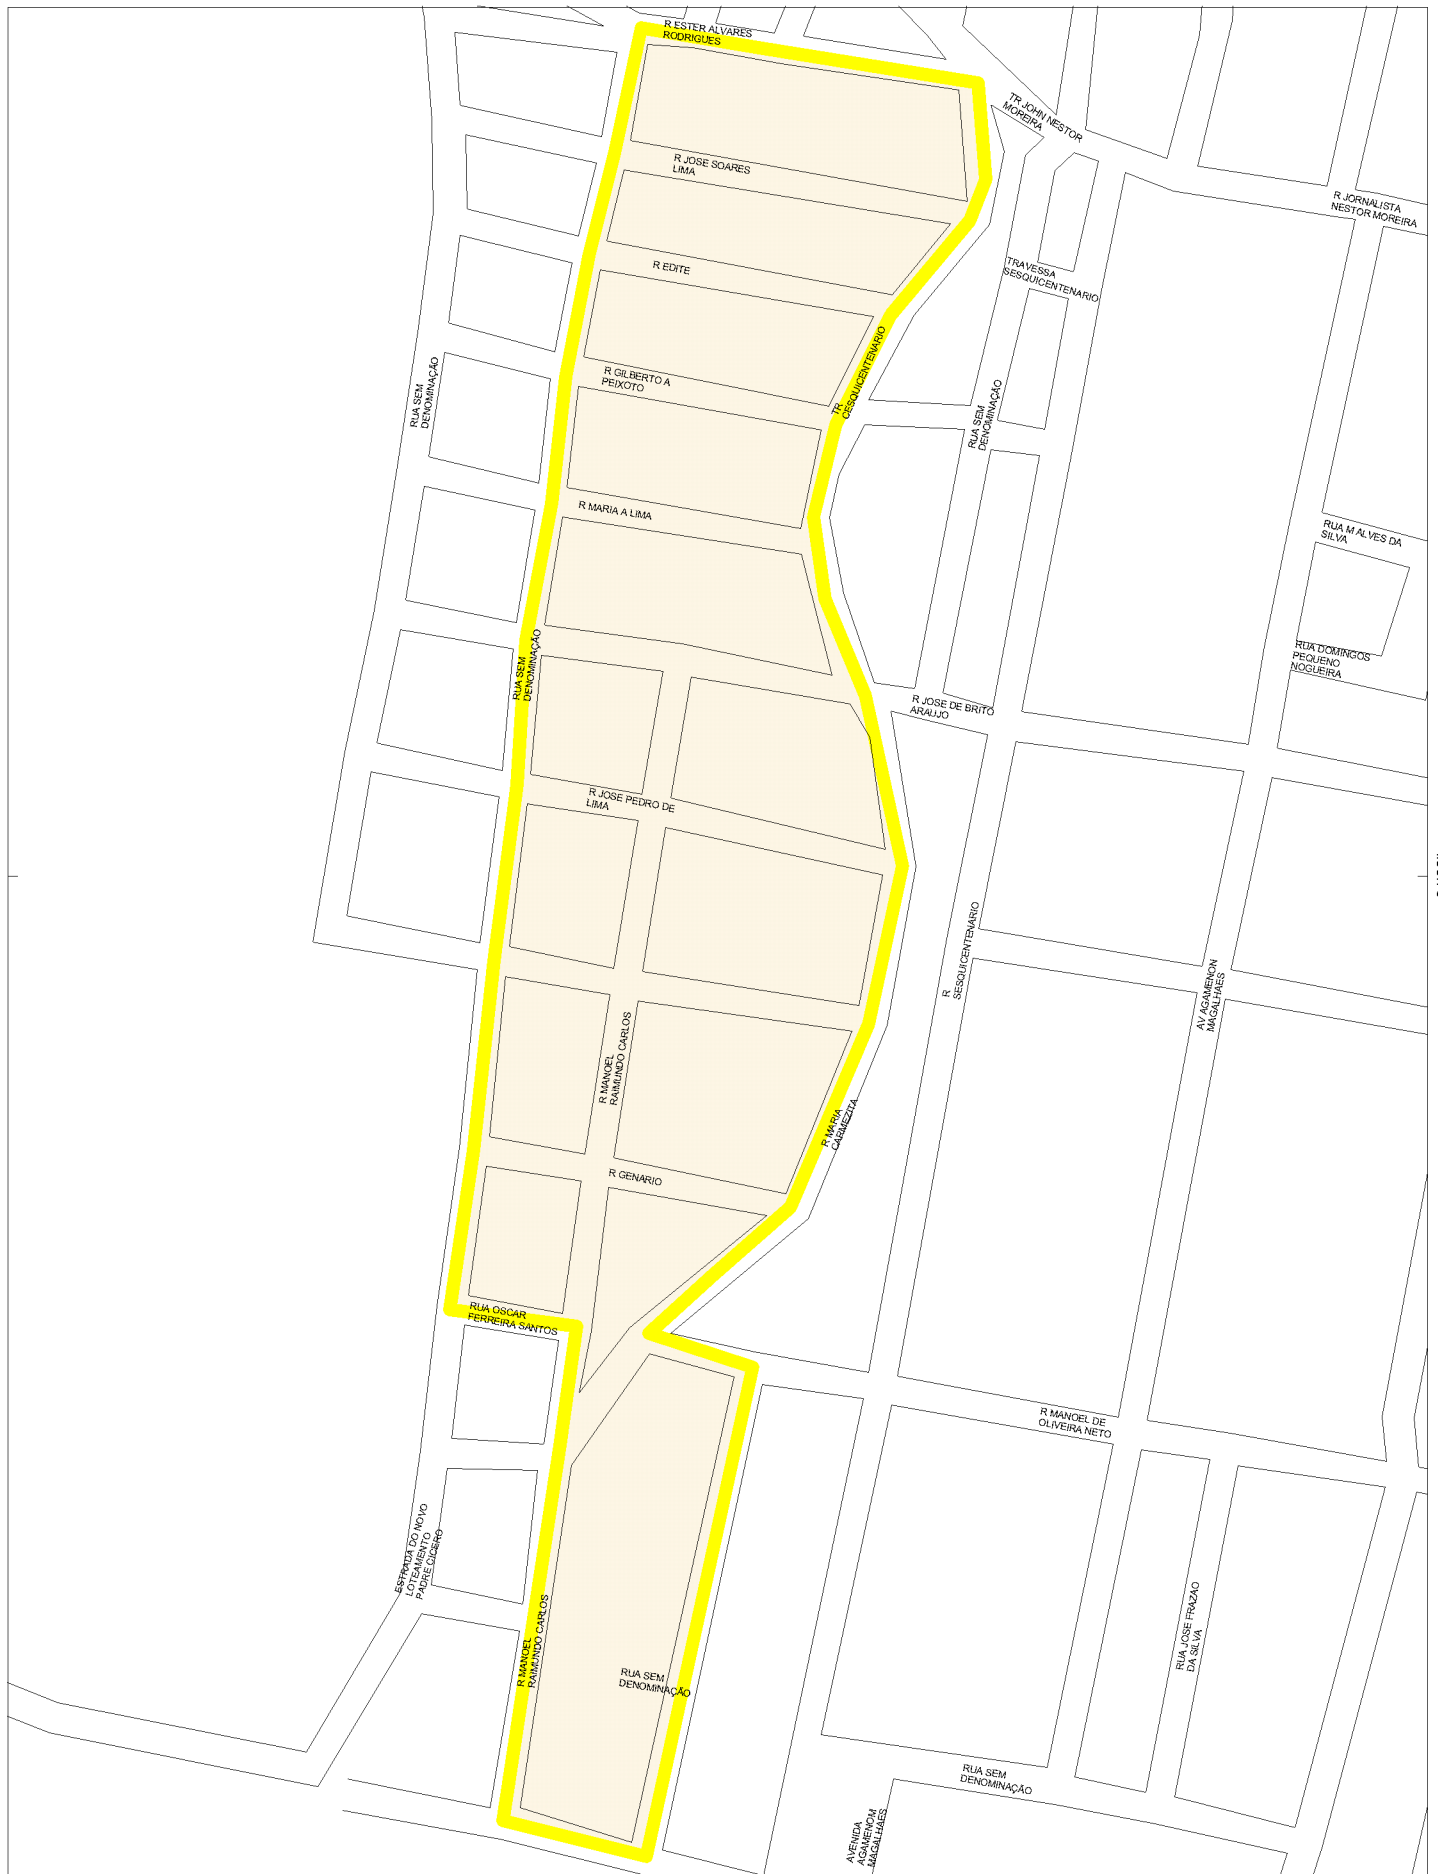 R ESTER ALVARES
RODRIGUES
TR JOHN NESTOR
MOREIRA
R JOSE SOARES
LIMA
R JORNALISTA
NESTOR MOREIRA
R EDITE
TRAVESSA
SESQUICENTENARIO
TR
CESQUICENTENARIO
R GILBERTO A
PEIXOTO
RUA SEM
DENOMINAÇÃO
RUA SEM
DENOMINAÇÃO
R MARIA A LIMA
RUA M ALVES DA
SILVA
RUA SEM
DENOMINAÇÃO
RUA DOMINGOS
PEQUENO
NOGUEIRA
R JOSE DE BRITO
ARAUJO
R JOSE PEDRO DE
LIMA
R
SESQUICENTENARIO
AV AGAMENON
MAGALHAES
R MANOEL
RAIMUNDO CARLOS
R MARIA
CARMEZITA
R GENARIO
RUA OSCAR
FERREIRA SANTOS
R MANOEL DE
OLIVEIRA NETO
ESTRADA DO NOVO
LOTEAMENTO
PADRE CICERO
R MANOEL
RAIMUNDO CARLOS
RUA JOSE FRAZAO
DA SILVA
RUA SEM
DENOMINAÇÃO
RUA SEM
DENOMINAÇÃO
AVENIDA
AGAMENOM
MAGALHAES